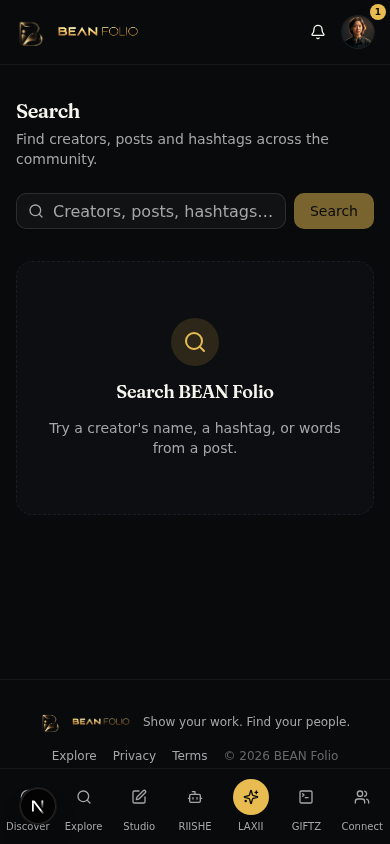 BEAN FOLIO
1
Search
Find creators, posts and hashtags across the
community.
Creators, posts, hashtags...
Search
Search BEAN Folio
Try a creator's name, a hashtag, or words
from a post.
BEAN FOLIO
Show your work. Find your people.
Explore Privacy Terms © 2026 BEAN Folio
N
Discover Explore Studio RIISHE LAXII GIFTZ Connect